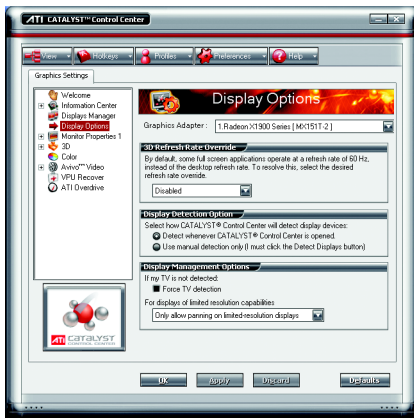 ATI CATALYST™ Control Center
View
Hotkeys
Profiles
Preferences
Help
Graphics Settings
Welcome
Information Center
Displays Manager
Display Options
Monitor Properties 1
3D
Color
Avivo™ Video
VPU Recover
ATI Overdrive
ATI CATALYST
CONTROL CENTER
Display Options
Graphics Adapter :
1.Radeon X1900 Series [ MX151T-2 ]
3D Refresh Rate Override
By default, some full screen applications operate at a refresh rate of 60 Hz,
instead of the desktop refresh rate. To resolve this, select the desired
refresh rate override.
Disabled
Display Detection Option
Select how CATALYST® Control Center will detect display devices:
Detect whenever CATALYST® Control Center is opened.
Use manual detection only (I must click the Detect Displays button)
Display Management Options
If my TV is not detected:
Force TV detection
For displays of limited resolution capabilities
Only allow panning on limited-resolution displays
OK
Apply
Discard
Defaults